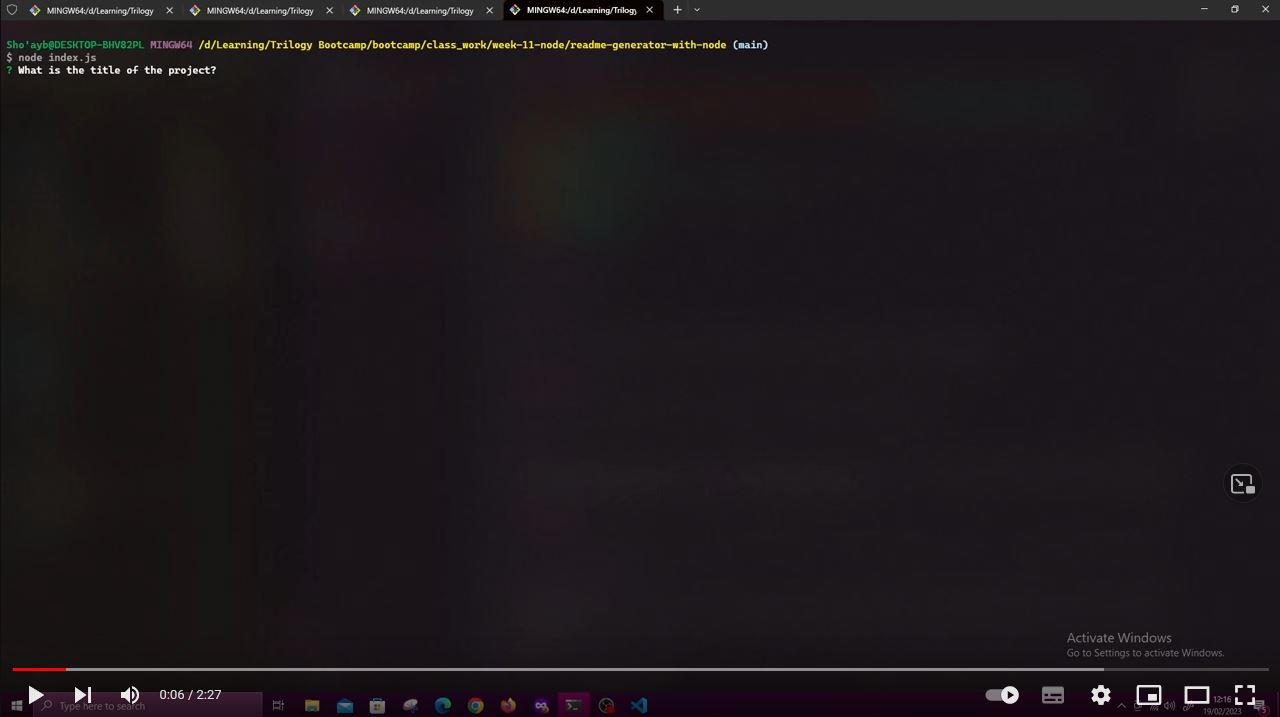 MINGW64:/d/Learning/Trilogy MINGW64:/d/Learning/Trilogy MINGW64:/d/Learning/Trilogy MINGW64:/d/Learning/Trilogy
Sho'ayb@DESKTOP-BHV82PL MINGW64 /d/Learning/Trilogy Bootcamp/bootcamp/class_work/week-11-node/readme-generator-with-node (main)
$ node index.js
? What is the title of the project?
Activate Windows
Go to Settings to activate Windows.
0:06 / 2:27
Type here to search
12:16
19/02/2023
5